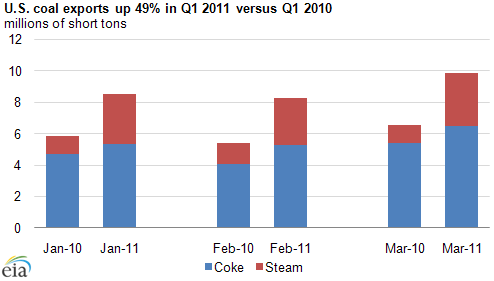 U.S. coal exports up 49% in Q1 2011 versus Q1 2010
millions of short tons
12
10
8
6
4
2
0
Jan-10 Jan-11 Feb-10 Feb-11 Mar-10 Mar-11
Coke Steam
eia